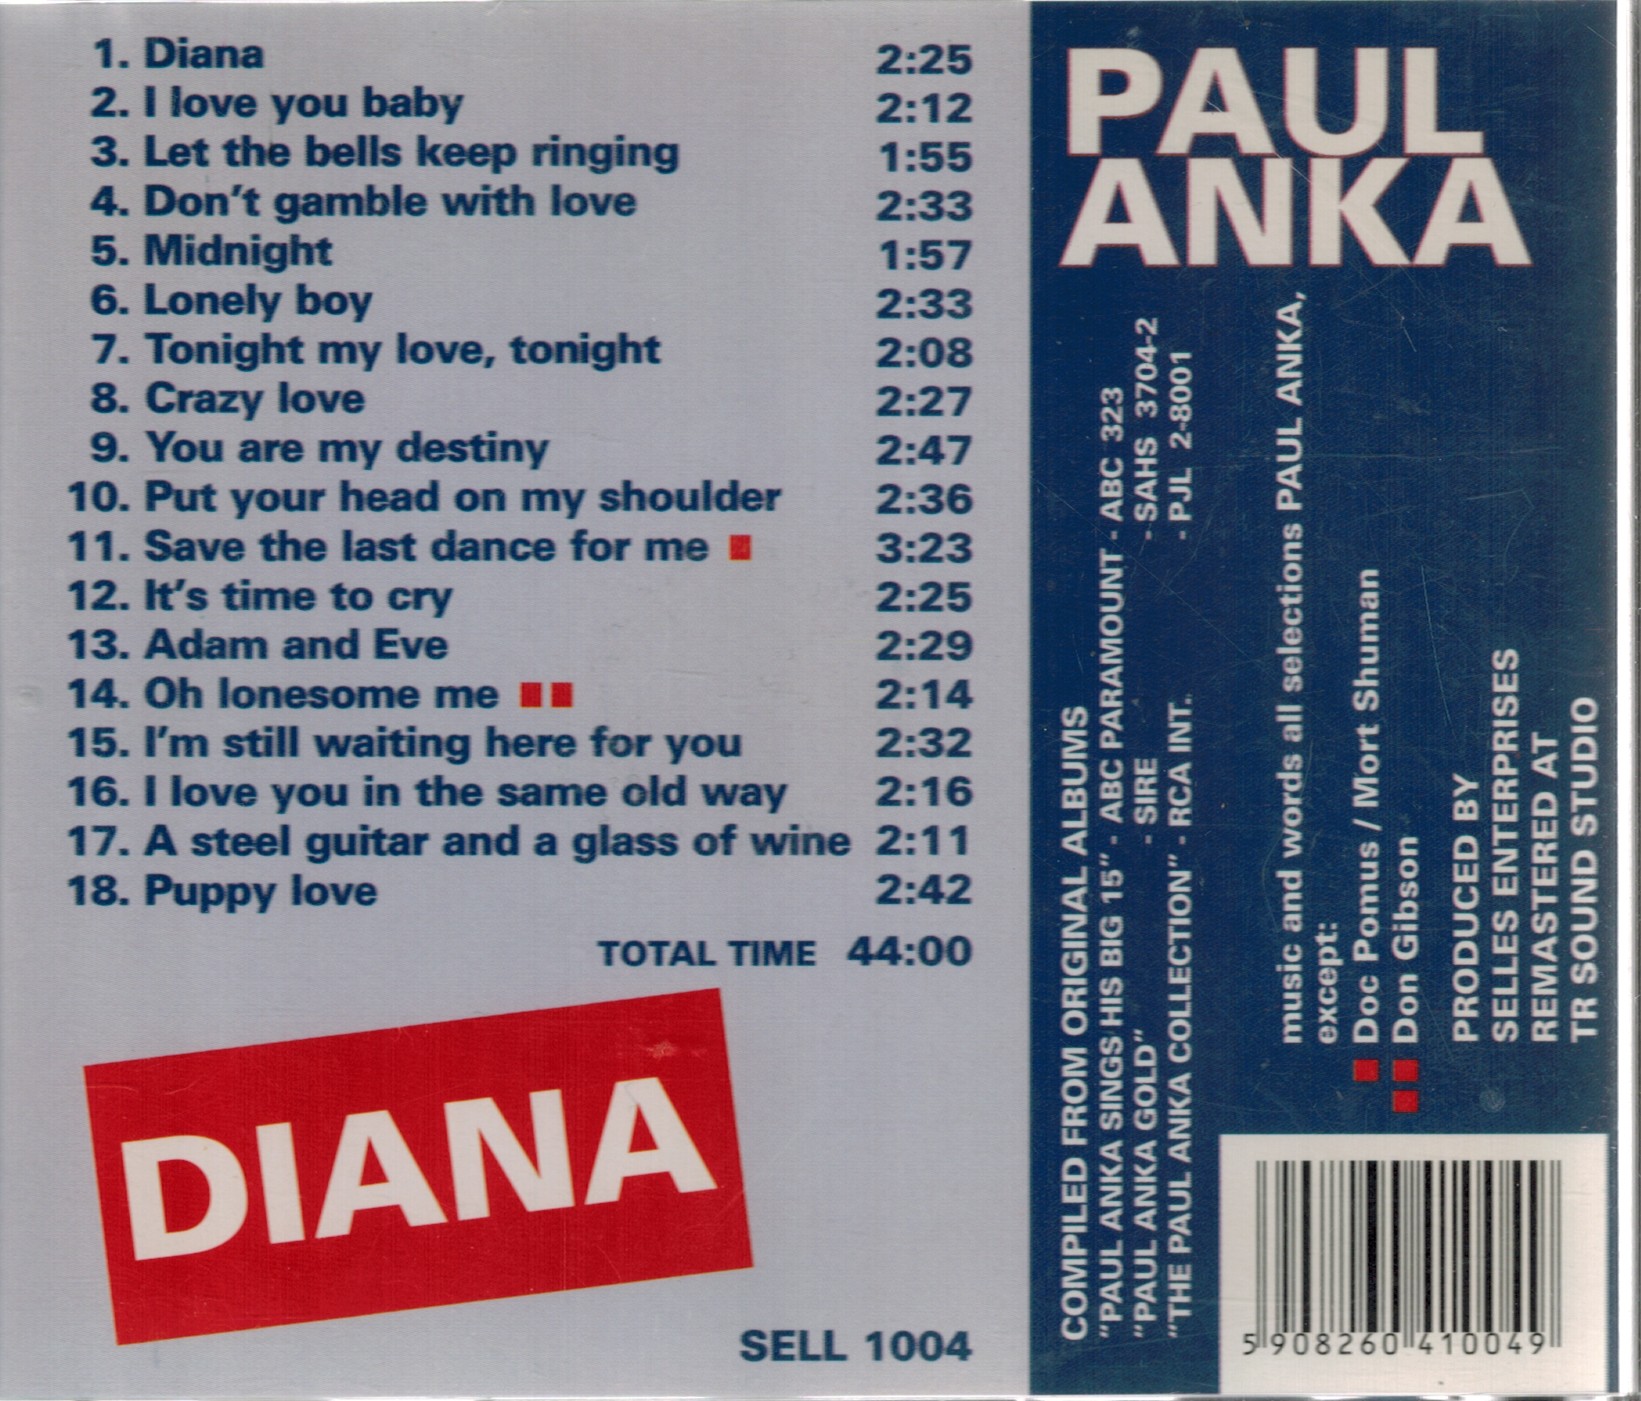 1. Diana 2:25
2. I love you baby 2:12
3. Let the bells keep ringing 1:55
4. Don't gamble with love 2:33
5. Midnight 1:57
6. Lonely boy 2:33
7. Tonight my love, tonight 2:08
8. Crazy love 2:27
9. You are my destiny 2:47
10. Put your head on my shoulder 2:36
11. Save the last dance for me 3:23
12. It's time to cry 2:25
13. Adam and Eve 2:29
14. Oh lonesome me 2:14
15. I'm still waiting here for you 2:32
16. I love you in the same old way 2:16
17. A steel guitar and a glass of wine 2:11
18. Puppy love 2:42
TOTAL TIME 44:00
DIANA
SELL 1004
PAUL
ANKA
COMPILED FROM ORIGINAL ALBUMS
"PAUL ANKA SINGS HIS BIG 15" - ABC PARAMOUNT - ABC 323
"PAUL ANKA GOLD" - SIRE - SAHS 3704-2
"THE PAUL ANKA COLLECTION" - RCA INT. - PJL 2-8001
music and words all selections PAUL ANKA,
except:
Doc Pomus / Mort Shuman
Don Gibson
PRODUCED BY
SELLES ENTERPRISES
REMASTERED AT
TR SOUND STUDIO
5 908260 410049